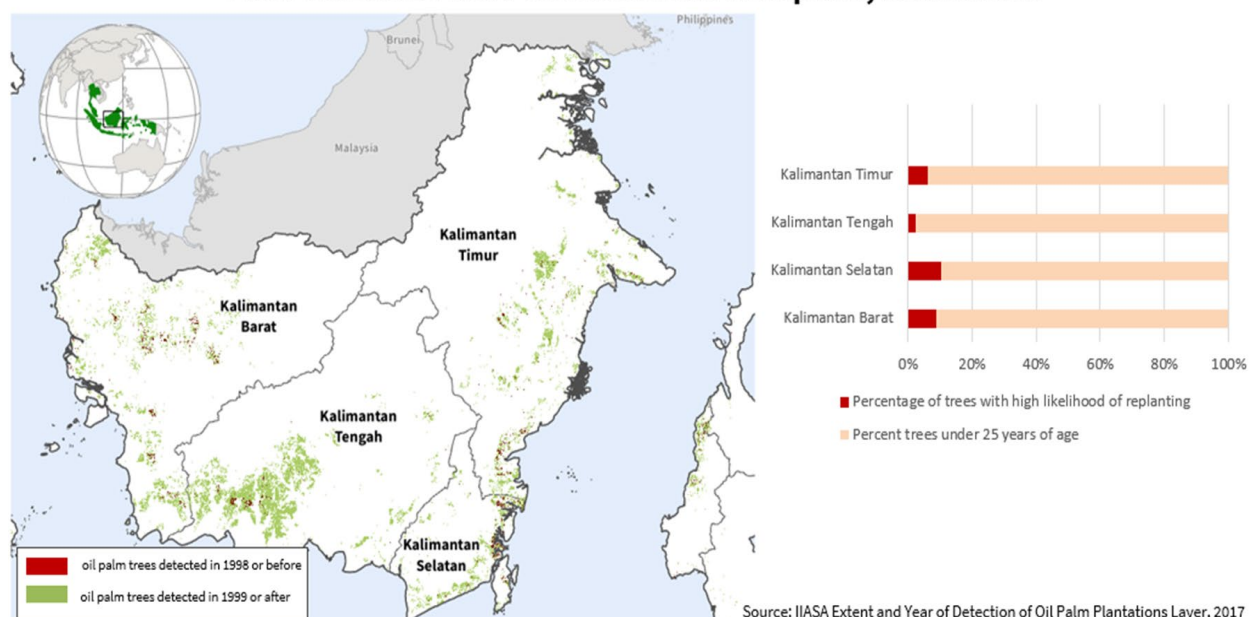 Philippines
Brunei
Malaysia
Kalimantan
Timur
Kalimantan
Barat
Kalimantan
Tengah
Kalimantan
Selatan
oil palm trees detected in 1998 or before
oil palm trees detected in 1999 or after
Kalimantan Timur
Kalimantan Tengah
Kalimantan Selatan
Kalimantan Barat
0% 20% 40% 60% 80% 100%
Percentage of trees with high likelihood of replanting
Percent trees under 25 years of age
Source: IIASA Extent and Year of Detection of Oil Palm Plantations Layer, 2017